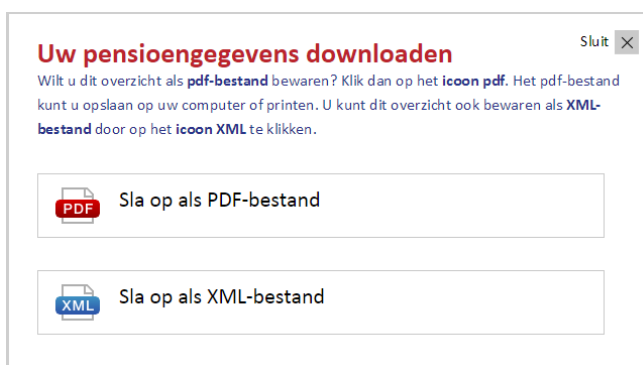 Sluit
Uw pensioengegevens downloaden
Wilt u dit overzicht als pdf-bestand bewaren? Klik dan op het icoon pdf. Het pdf-bestand
kunt u opslaan op uw computer of printen. U kunt dit overzicht ook bewaren als XML-
bestand door op het icoon XML te klikken.
PDF Sla op als PDF-bestand
XML Sla op als XML-bestand